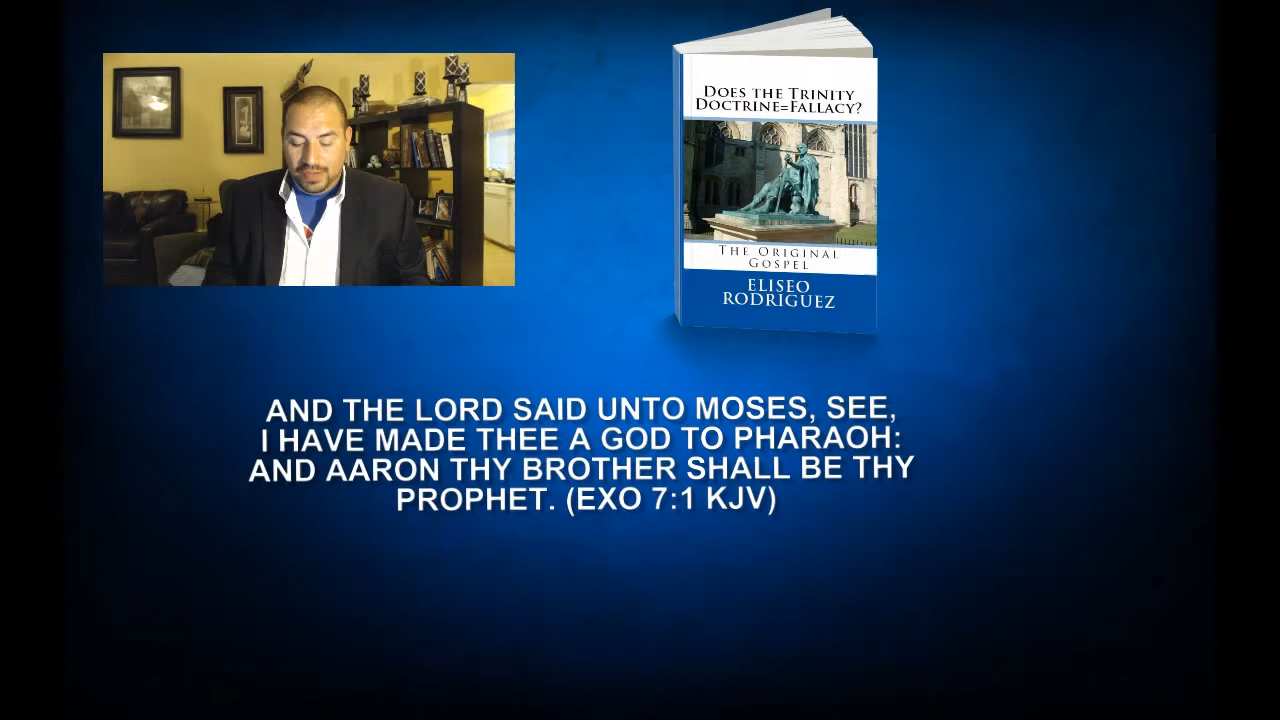 DOES THE TRINITY
DOCTRINE=FALLACY?
THE ORIGINAL
GOSPEL
ELISEO
RODRIGUEZ
AND THE LORD SAID UNTO MOSES, SEE,
I HAVE MADE THEE A GOD TO PHARAOH:
AND AARON THY BROTHER SHALL BE THY
PROPHET. (EXO 7:1 KJV)